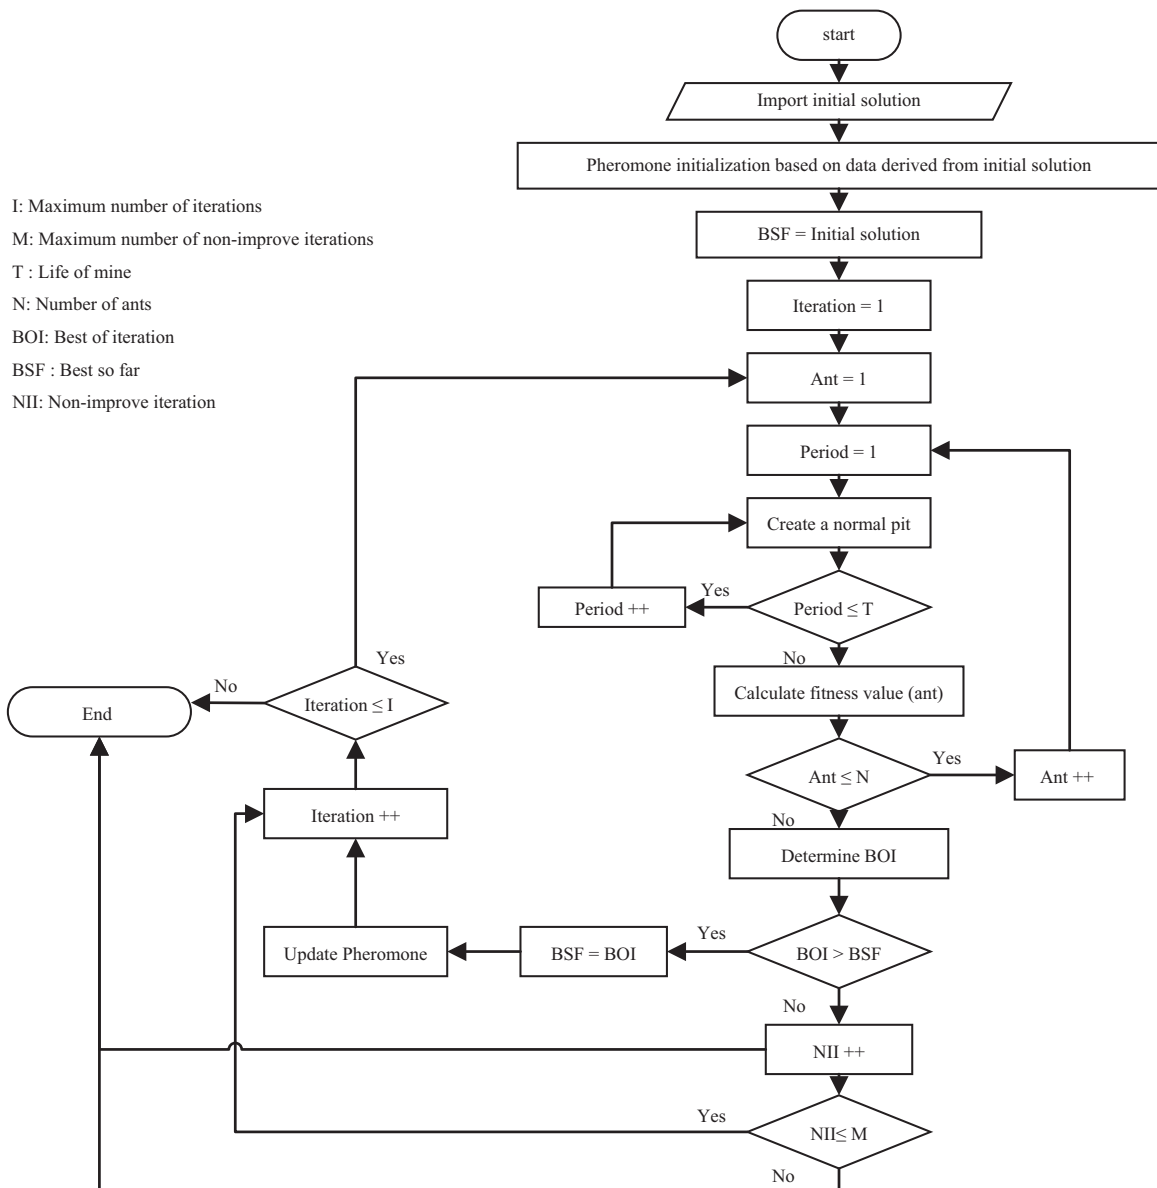 start
Import initial solution
Pheromone initialization based on data derived from initial solution
I: Maximum number of iterations
M: Maximum number of non-improve iterations
T : Life of mine
N: Number of ants
BOI: Best of iteration
BSF : Best so far
NII: Non-improve iteration
BSF = Initial solution
Iteration = 1
Ant = 1
Period = 1
Create a normal pit
Period ≤ T
Yes
Period ++
No
Calculate fitness value (ant)
Ant ≤ N
Yes
Ant ++
No
Determine BOI
BOI > BSF
Yes
BSF = BOI
Update Pheromone
Iteration ++
Iteration ≤ I
Yes
No
End
No
NII ++
NII≤ M
Yes
No